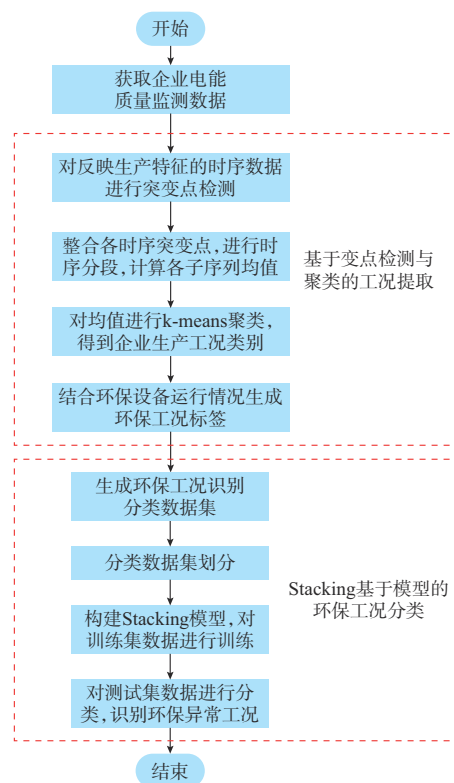 开始
获取企业电能
质量监测数据
对反映生产特征的时序数据
进行突变点检测
整合各时序突变点,进行时
序分段,计算各子序列均值
对均值进行k-means聚类,
得到企业生产工况类别
结合环保设备运行情况生成
环保工况标签
基于变点检测与
聚类的工况提取
生成环保工况识别
分类数据集
分类数据集划分
构建Stacking模型,对
训练集数据进行训练
对测试集数据进行分
类,识别环保异常工况
Stacking基于模型的
环保工况分类
结束